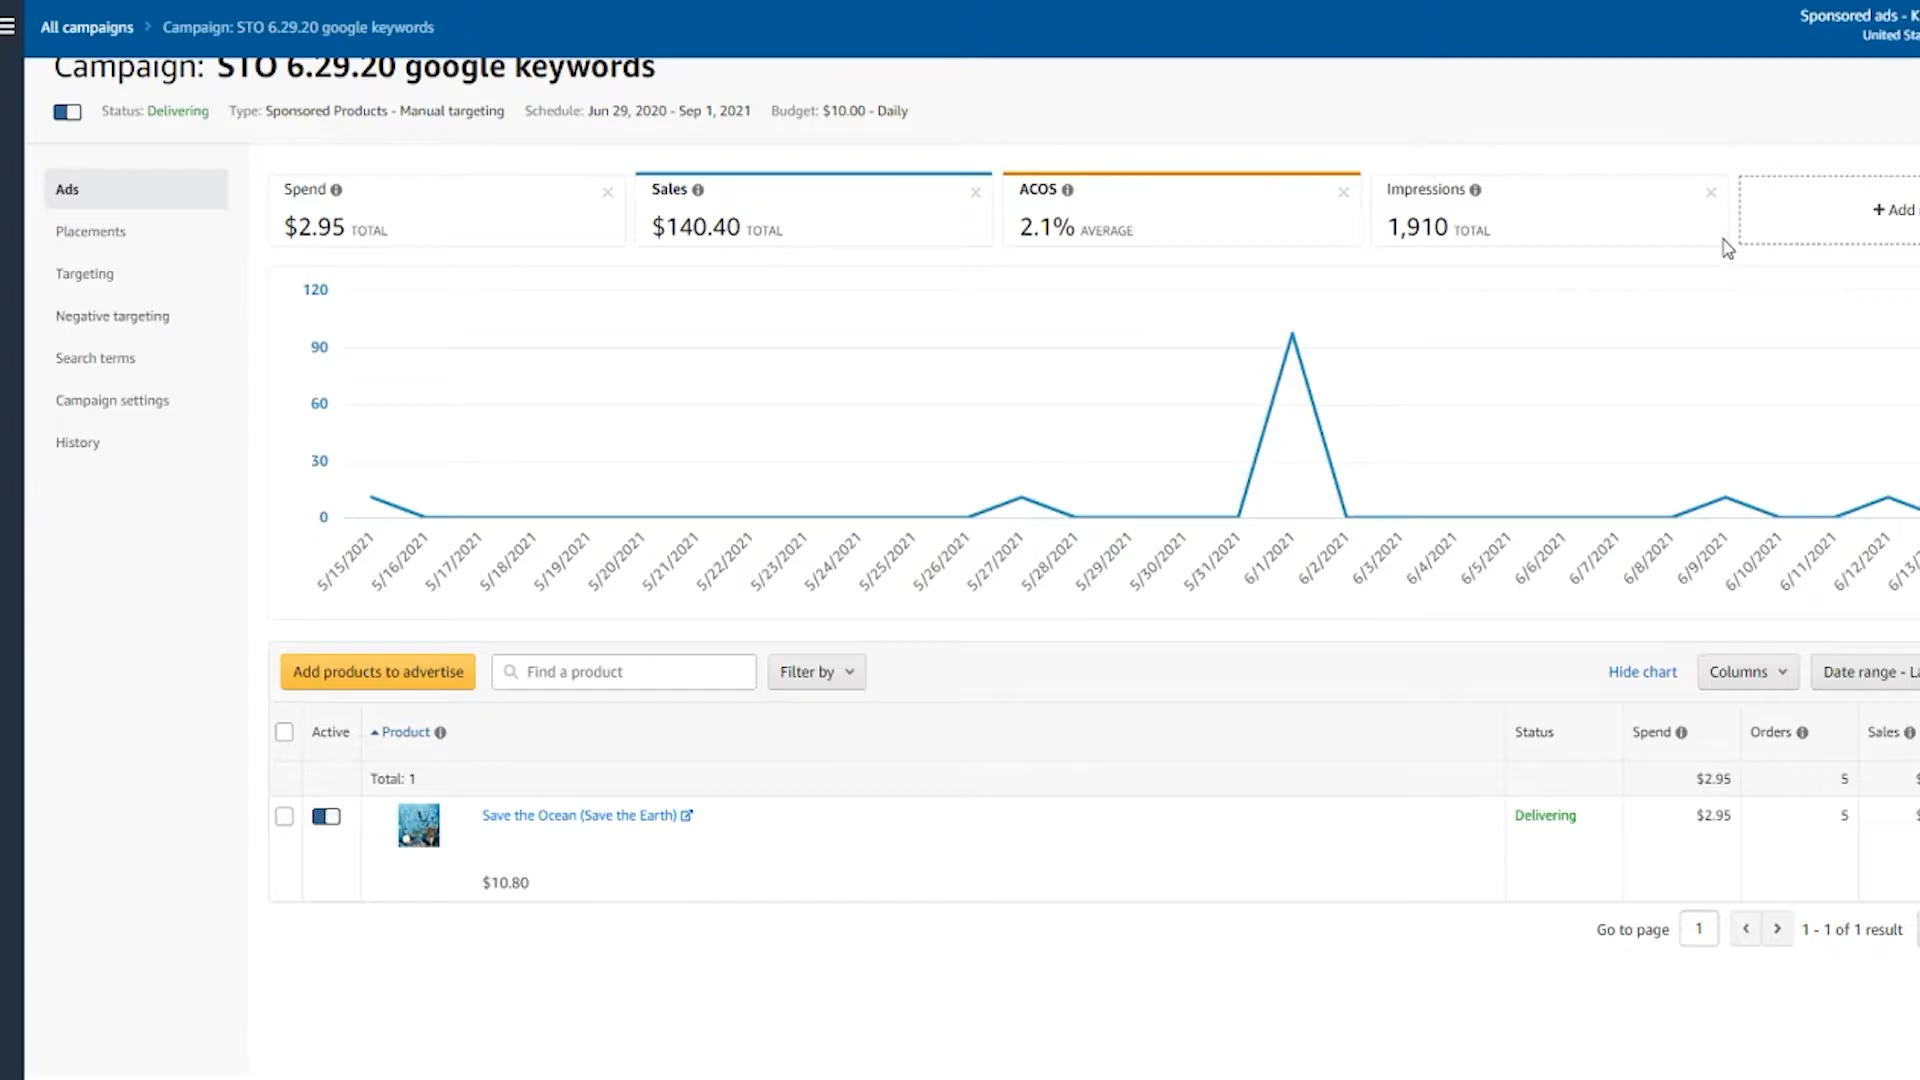 All campaigns > Campaign: STO 6.29.20 google keywords
Sponsored ads - K
United Sta
Campaign: STO 6.29.20 google keywords
Status: Delivering Type: Sponsored Products - Manual targeting Schedule: Jun 29, 2020 - Sep 1, 2021 Budget: $10.00 - Daily
Ads
Placements
Targeting
Negative targeting
Search terms
Campaign settings
History
Spend
$2.95 TOTAL
Sales
$140.40 TOTAL
ACOS
2.1% AVERAGE
Impressions
1,910 TOTAL
+ Add
120
90
60
30
0
5/15/2021
5/16/2021
5/17/2021
5/18/2021
5/19/2021
5/20/2021
5/21/2021
5/22/2021
5/23/2021
5/24/2021
5/25/2021
5/26/2021
5/27/2021
5/28/2021
5/29/2021
5/30/2021
5/31/2021
6/1/2021
6/2/2021
6/3/2021
6/4/2021
6/5/2021
6/6/2021
6/7/2021
6/8/2021
6/9/2021
6/10/2021
6/11/2021
6/12/2021
6/13/
Add products to advertise
Find a product
Filter by
Hide chart
Columns
Date range - La
Active Product Status Spend Orders Sales
Total: 1 $2.95 5 $
Save the Ocean (Save the Earth) Delivering $2.95 5 $
$10.80
Go to page 1 < > 1 - 1 of 1 result